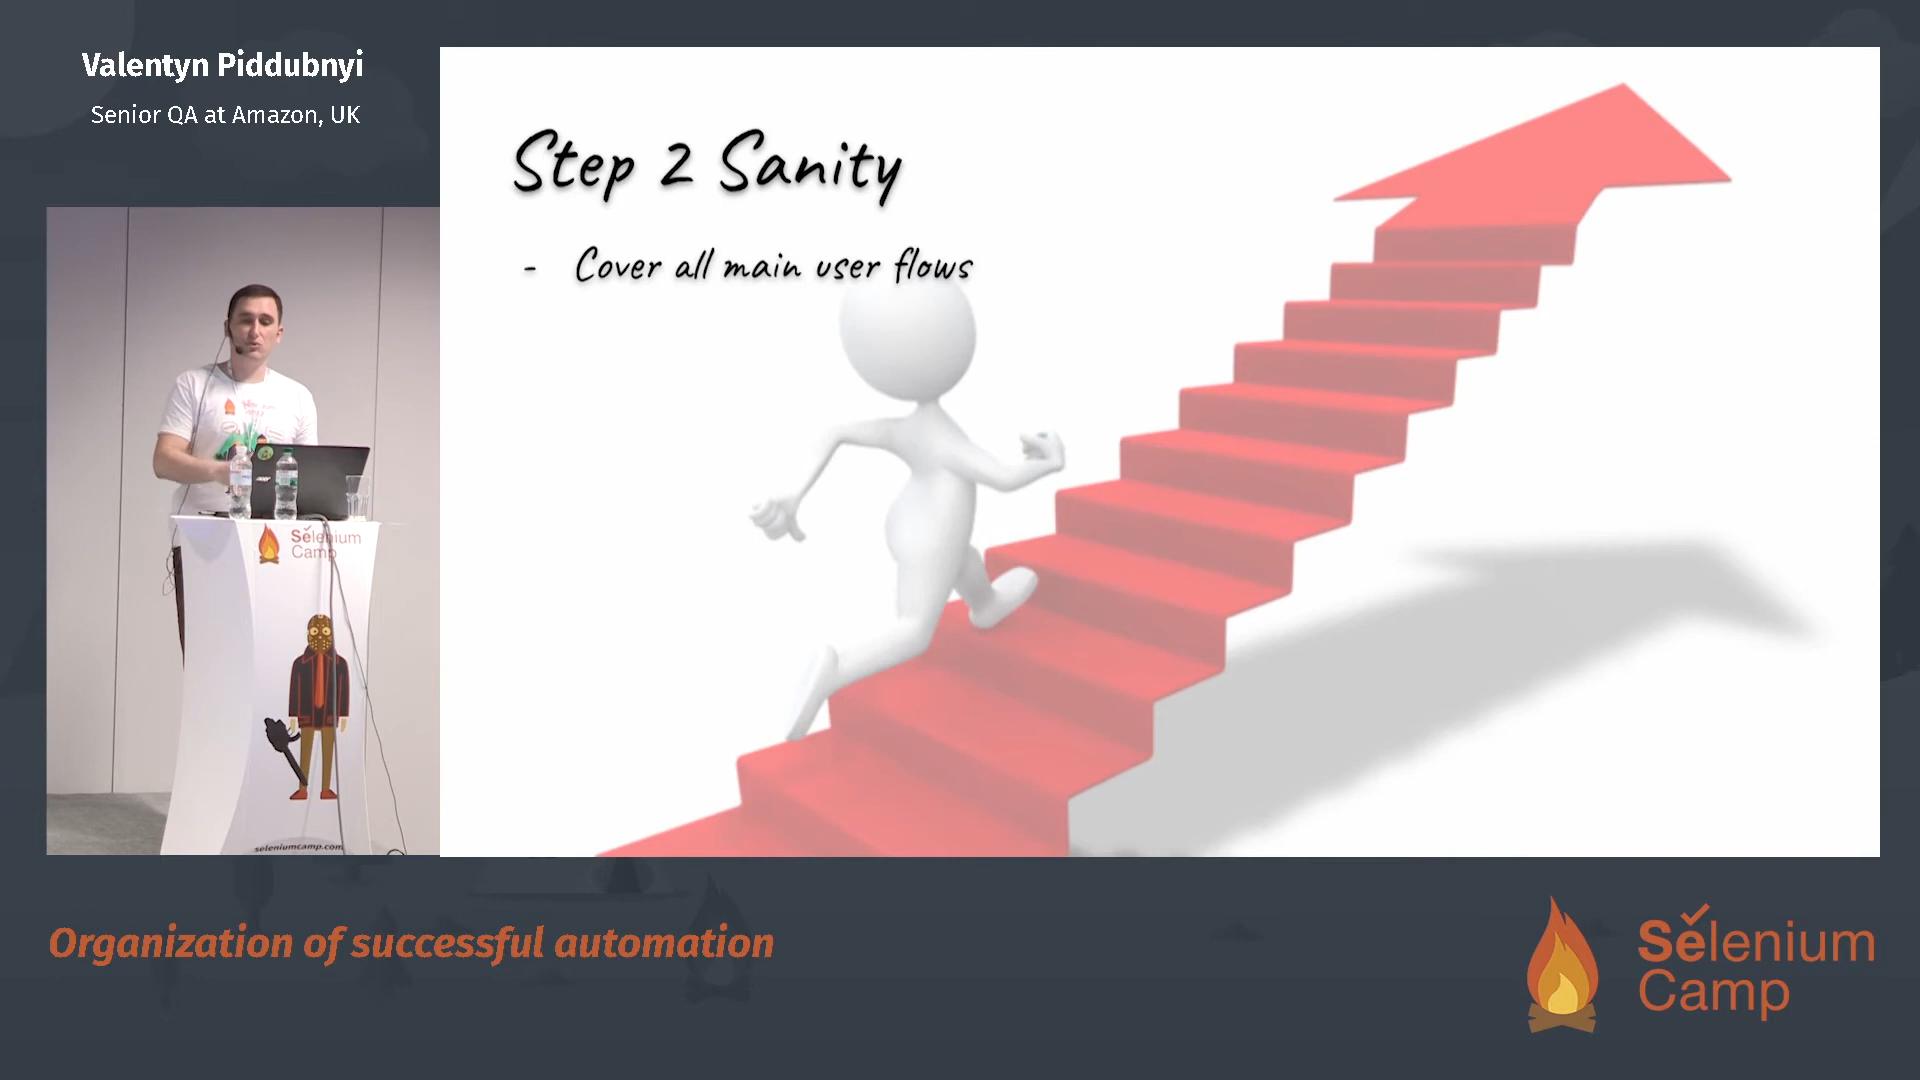 Valentyn Piddubnyi
Senior QA at Amazon, UK
Step 2 Sanity
- Cover all main user flows
acer
Selenium
Camp
seleniumcamp.com
Organization of successful automation
Selenium
Camp